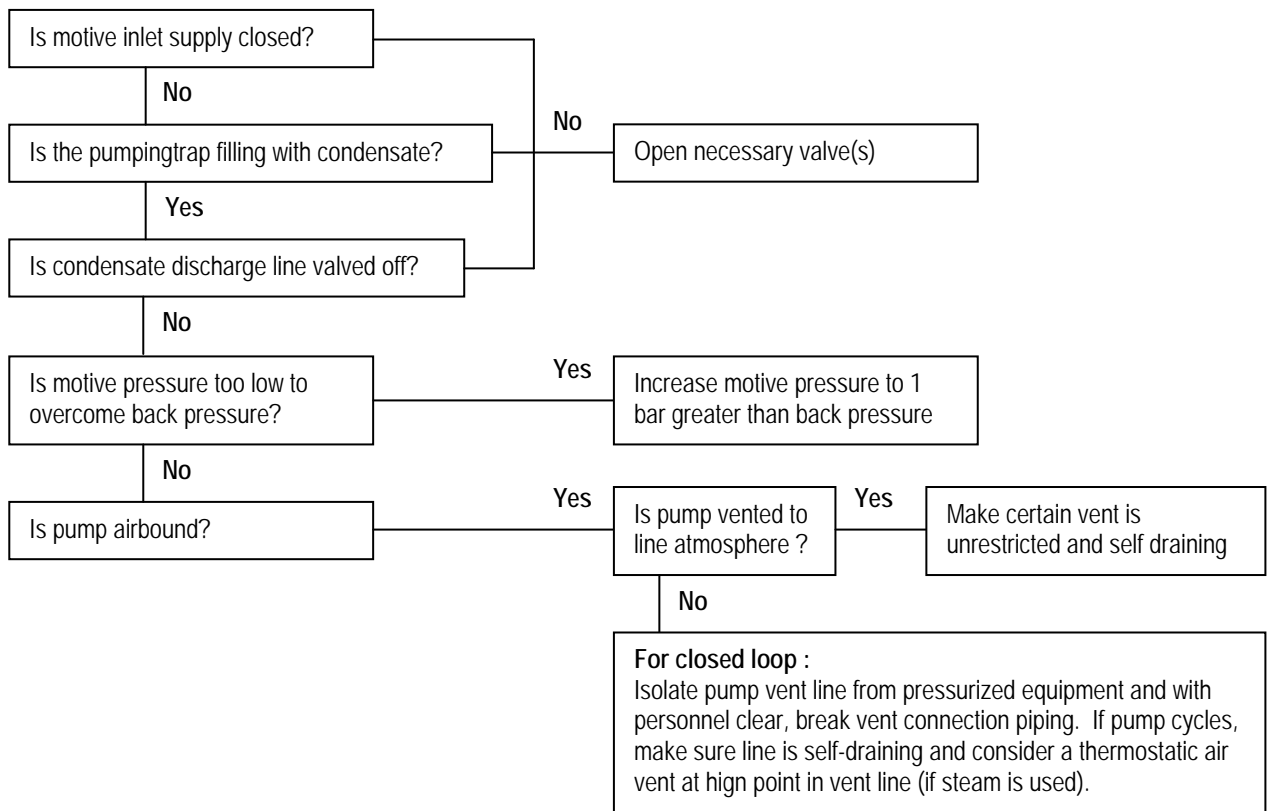 Is motive inlet supply closed?
No
No
Is the pumpingtrap filling with condensate?
Open necessary valve(s)
Yes
Is condensate discharge line valved off?
No
Is motive pressure too low to
overcome back pressure?
Yes
Increase motive pressure to 1
bar greater than back pressure
No
Is pump airbound?
Yes
Is pump vented to
line atmosphere ?
Yes
Make certain vent is
unrestricted and self draining
No
For closed loop :
Isolate pump vent line from pressurized equipment and with
personnel clear, break vent connection piping. If pump cycles,
make sure line is self-draining and consider a thermostatic air
vent at hign point in vent line (if steam is used).